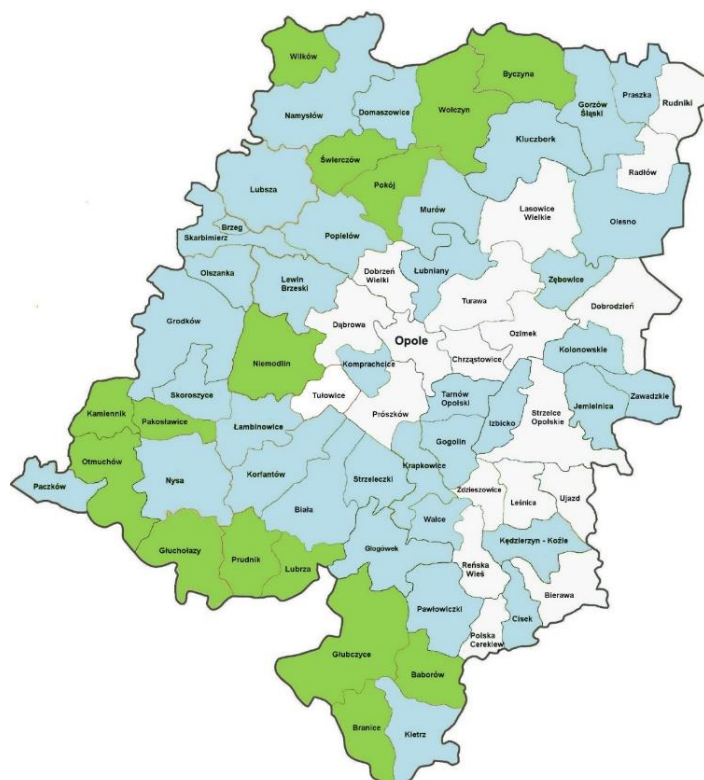 Wilków
Byczyna
Praszka
Rudniki
Namysłów
Domaszowice
Wołczyn
Gorzów
Śląski
Kluczbork
Radłów
Świerczów
Pokój
Lubsza
Murów
Lasowice
Wielkie
Olesno
Brzeg
Skarbimierz
Popielów
Dobrzeń
Wielki
Łubniany
Zębowice
Olszanka
Lewin
Brzeski
Turawa
Dobrodzień
Grodków
Dąbrowa
Opole
Ozimek
Niemodlin
Komprachcice
Chrząstowice
Kolonowskie
Skoroszyce
Tułowice
Tarnów
Opolski
Izbicko
Strzelce
Opolskie
Jemielnica
Zawadzkie
Kamiennik
Pakosławice
Łambinowice
Prószków
Gogolin
Otmuchów
Paczków
Nysa
Korfantów
Strzeleczki
Krapkowice
Biała
Zdzieszowice
Leśnica
Ujazd
Walce
Głuchołazy
Prudnik
Lubrza
Głogówek
Kędzierzyn - Koźle
Reńska
Wieś
Bierawa
Pawłowiczki
Cisek
Polska
Cerekiew
Głubczyce
Baborów
Branice
Kietrz